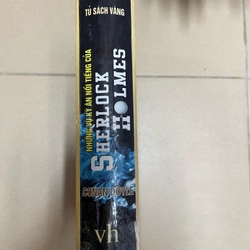 TỦ SÁCH VÀNG
NHỮNG VỤ KỲ ÁN NỔI TIẾNG CỦA
SHERLOCK
HOLMES
CONAN DOYLE
vh